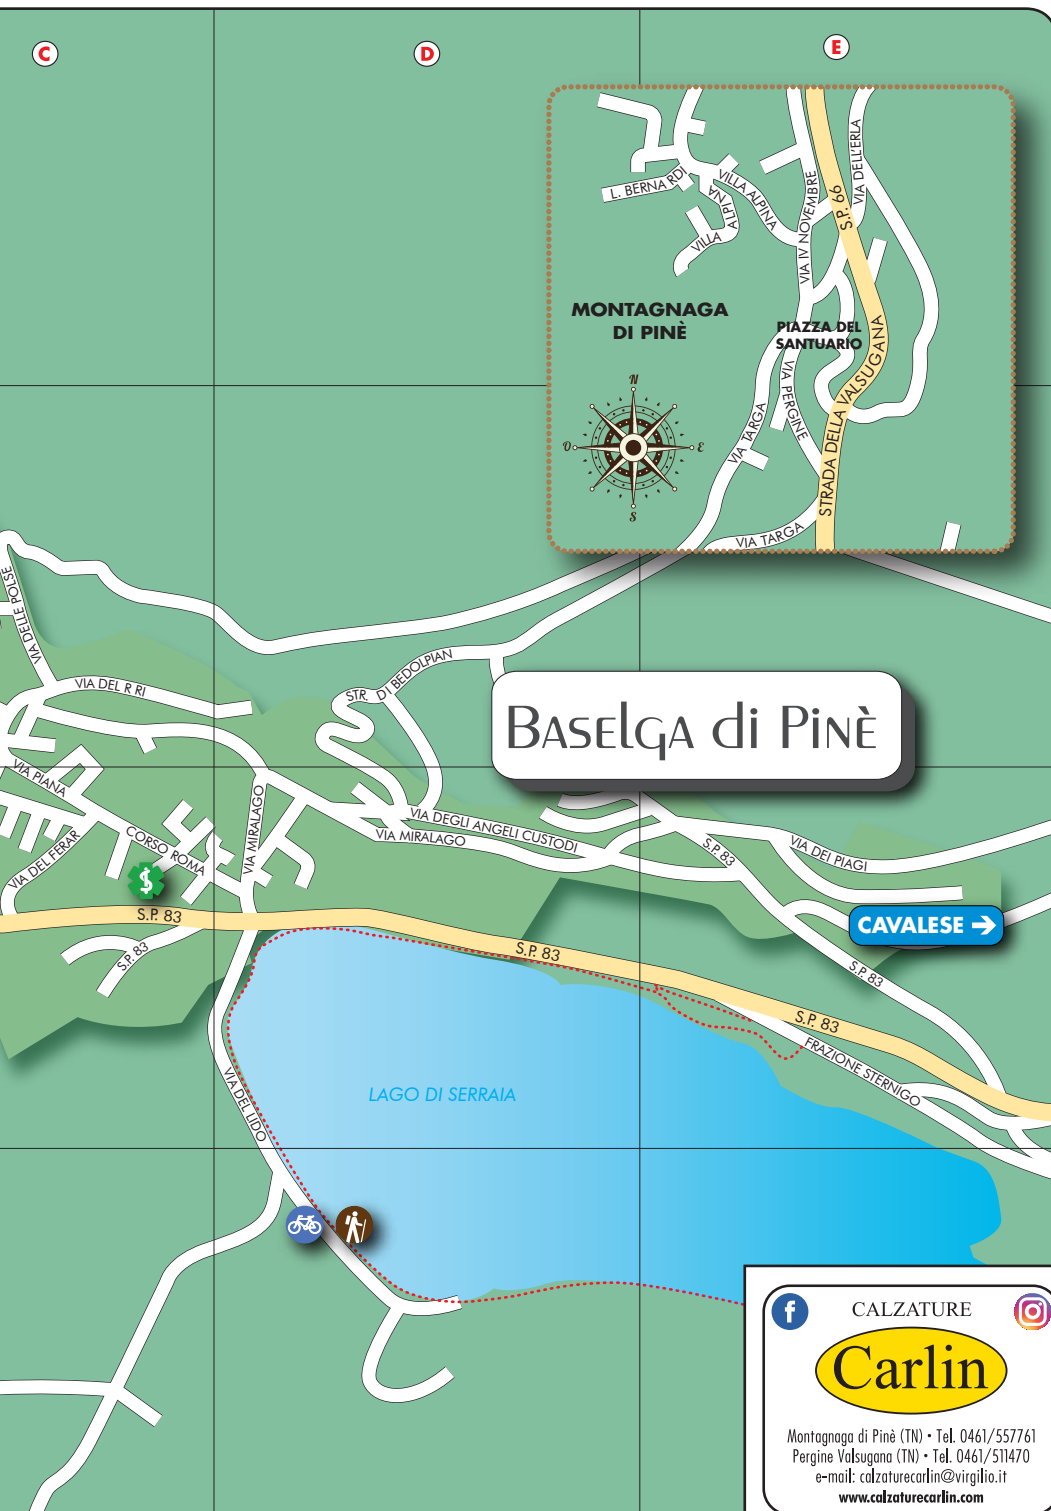 C
D
E
L. BERNARDI
VILLA ALPINA
VILLA ALPINA
VIA IV NOVEMBRE
S.P. 66
VIA DELL'ERLA
MONTAGNAGA
DI PINÈ
PIAZZA DEL
SANTUARIO
VIA PERGINE
STRADA DELLA VALSUGANA
VIA TARGA
VIA TARGA
N
O
E
S
VIA DELLE POLSE
VIA DEL R RI
STR. DI BEDOLPIAN
BASElGA di PINÈ
VIA PIANA
VIA DEL FERAR
CORSO ROMA
VIA MIRALAGO
VIA DEGLI ANGELI CUSTODI
VIA MIRALAGO
S.P. 83
VIA DEI PIAGI
CAVALESE
S.P. 83
S.P. 83
S.P. 83
S.P. 83
S.P. 83
FRAZIONE STERNIGO
VIA DEL LIDO
LAGO DI SERRAIA
f
CALZATURE
Carlin
Montagnaga di Pinè (TN) • Tel. 0461/557761
Pergine Valsugana (TN) • Tel. 0461/511470
e-mail: calzaturecarlin@virgilio.it
www.calzaturecarlin.com